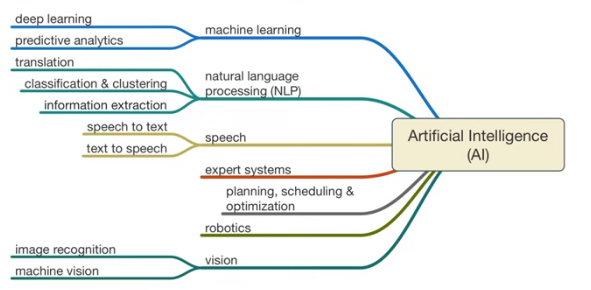 deep learning
predictive analytics
machine learning
translation
classification & clustering
information extraction
natural language
processing (NLP)
speech to text
text to speech
speech
expert systems
planning, scheduling &
optimization
robotics
image recognition
machine vision
vision
Artificial Intelligence
(AI)